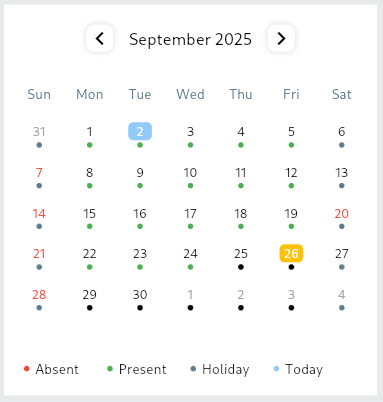 September 2025
Sun Mon Tue Wed Thu Fri Sat
31 1 2 3 4 5 6
7 8 9 10 11 12 13
14 15 16 17 18 19 20
21 22 23 24 25 26 27
28 29 30 1 2 3 4
Absent Present Holiday Today